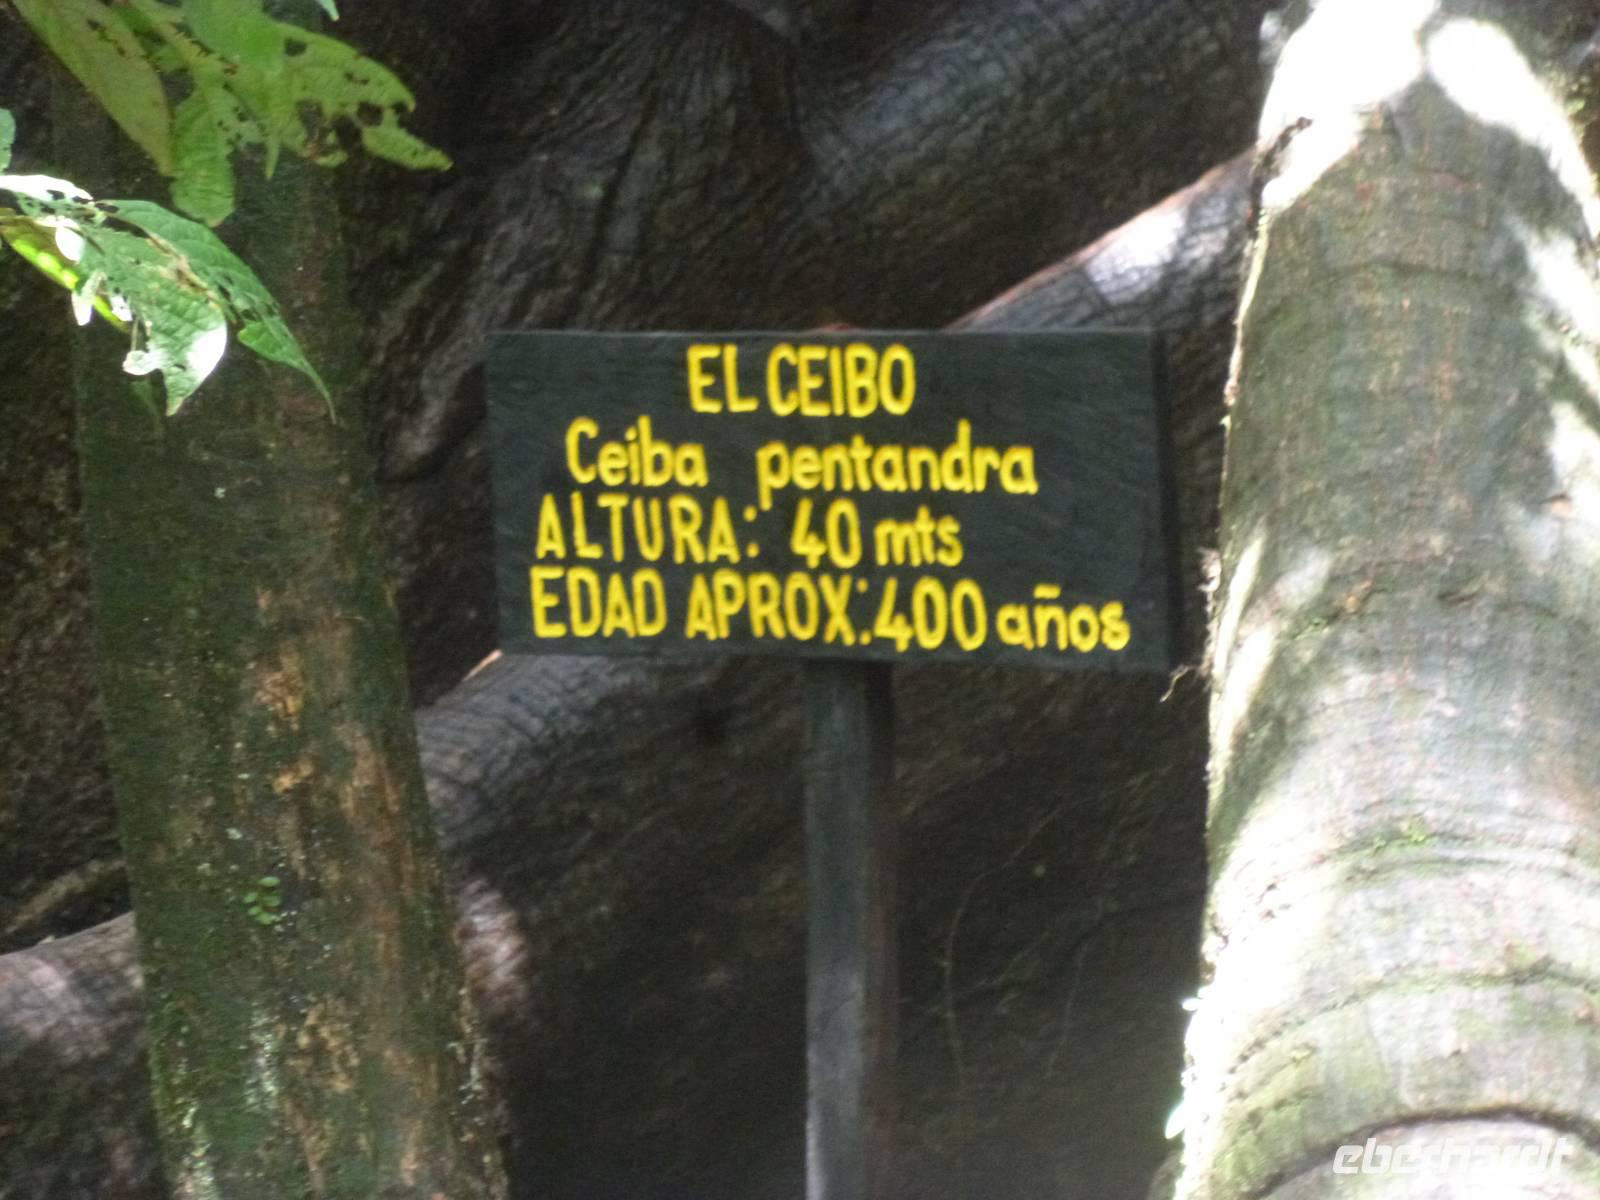 EL CEIBO
Ceiba pentandra
ALTURA: 40 mts
EDAD APROX:400 años
eberhardt